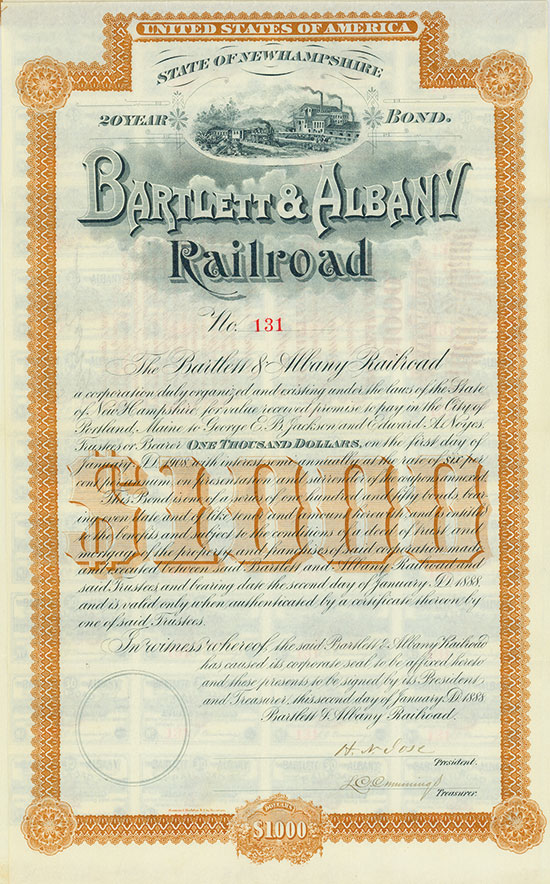 UNITED STATES OF AMERICA
STATE OF NEW HAMPSHIRE
20 YEAR BOND.
BARTLETT & ALBANY
Railroad
No. 131
The Bartlett & Albany Railroad
a corporation duly organized and existing under the laws of the State
of New Hampshire, for value received promise to pay in the City of
Portland, Maine to George E. B. Jackson and Edward A. Noyes,
Trustees or Bearer ONE THOUSAND DOLLARS, on the first day of
January A.D. 1908, with interest semi annually at the rate of six per
cent per annum on presentation and surrender of the coupons annexed.
This Bond is one of a series of one hundred and fifty bonds, bear
ing even date and of like tenor and amount herewith and is entitled
to the benefits and subject to the conditions of a deed of trust and
mortgage of the property and franchises of said corporation made
and executed between said Bartlett and Albany Railroad and
said Trustees and bearing date the second day of January A.D. 1888,
and is valid only when authenticated by a certificate thereon by
one of said Trustees.
$1000
In witness whereof, the said Bartlett & Albany Railroad
has caused its corporate seal to be affixed hereto
and these presents to be signed by its President
and Treasurer, this second day of January A.D. 1888.
Bartlett & Albany Railroad.
President.
Treasurer.
DOLLARS
$1.000